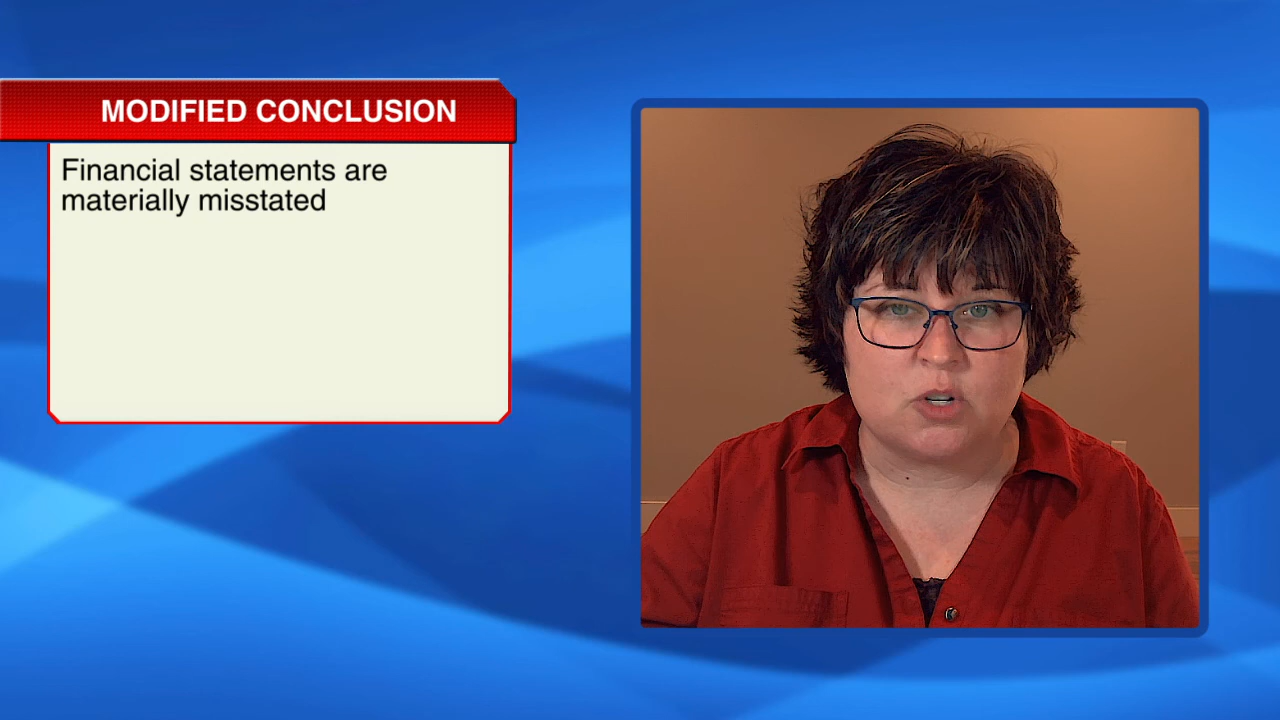 MODIFIED CONCLUSION
Financial statements are
materially misstated